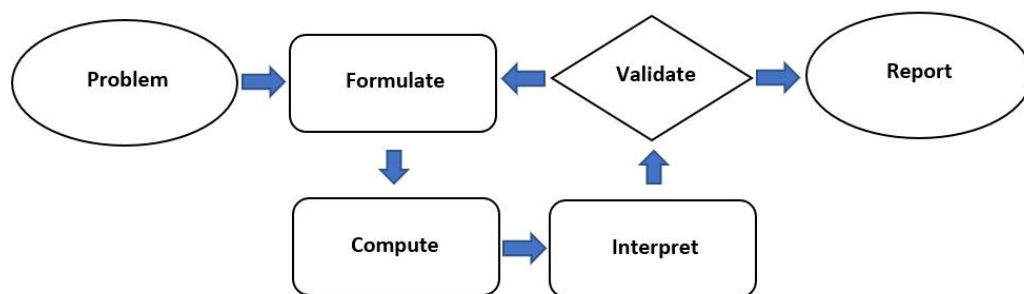 Problem
Formulate
Validate
Report
Compute
Interpret